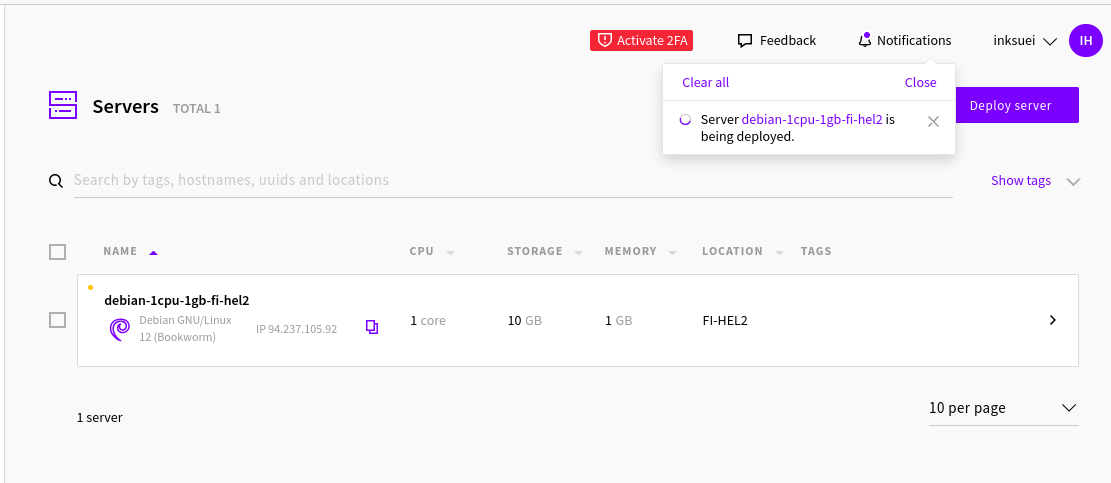 Activate 2FA
Feedback
Notifications
inksuei
IH
Servers TOTAL 1
Clear all Close
Deploy server
Server debian-1cpu-1gb-fi-hel2 is
being deployed.
Search by tags, hostnames, uuids and locations
Show tags
NAME CPU STORAGE MEMORY LOCATION TAGS
debian-1cpu-1gb-fi-hel2
Debian GNU/Linux
12 (Bookworm)
IP 94.237.105.92
1 core
10 GB
1 GB
FI-HEL2
1 server
10 per page